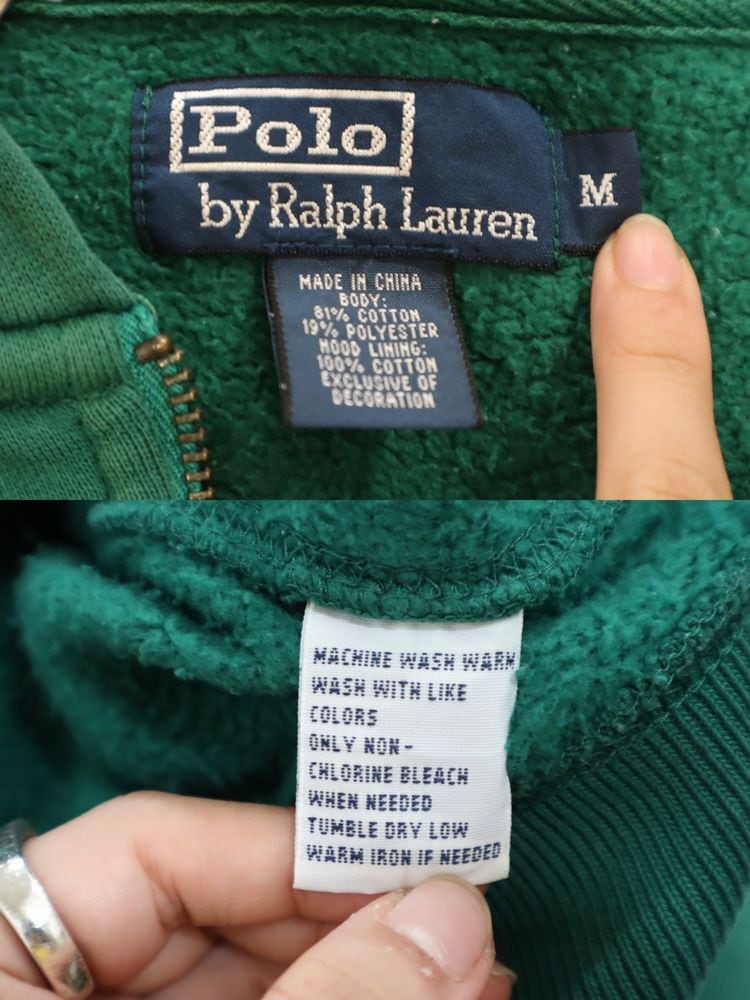 Polo
by Ralph Lauren
M
MADE IN CHINA
BODY:
81% COTTON
19% POLYESTER
HOOD LINING:
100% COTTON
EXCLUSIVE OF
DECORATION
MACHINE WASH WARM
WASH WITH LIKE
COLORS
ONLY NON-
CHLORINE BLEACH
WHEN NEEDED
TUMBLE DRY LOW
WARM IRON IF NEEDED